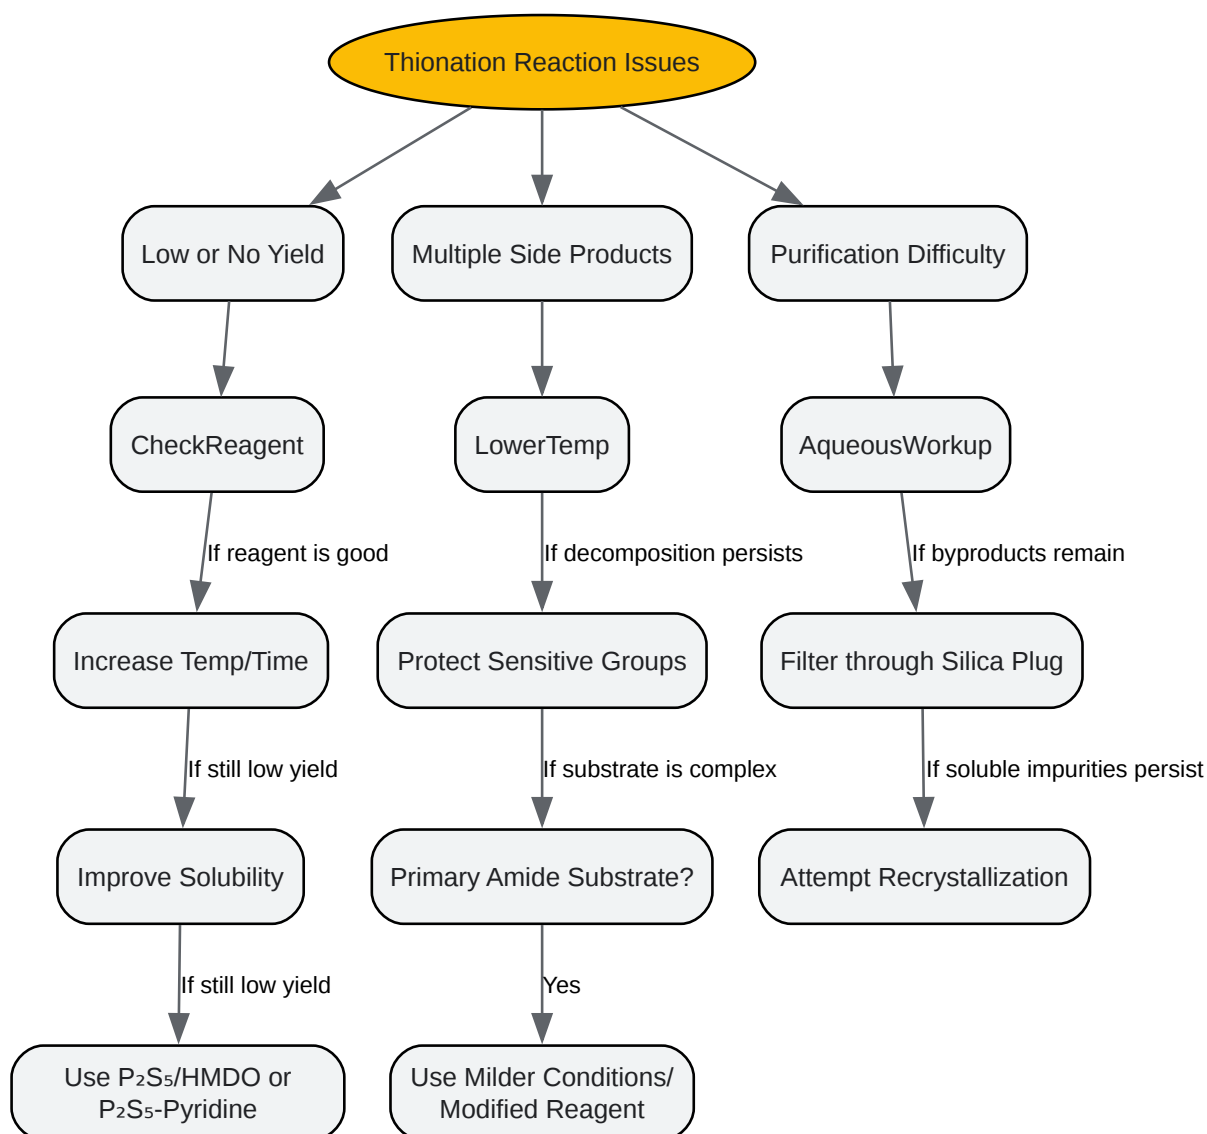 Thionation Reaction Issues
Low or No Yield
Multiple Side Products
Purification Difficulty
CheckReagent
LowerTemp
AqueousWorkup
If reagent is good
If decomposition persists
If byproducts remain
Increase Temp/Time
Protect Sensitive Groups
Filter through Silica Plug
If still low yield
If substrate is complex
If soluble impurities persist
Improve Solubility
Primary Amide Substrate?
Attempt Recrystallization
If still low yield
Yes
Use P₂S₅/HMDO or
P₂S₅-Pyridine
Use Milder Conditions/
Modified Reagent